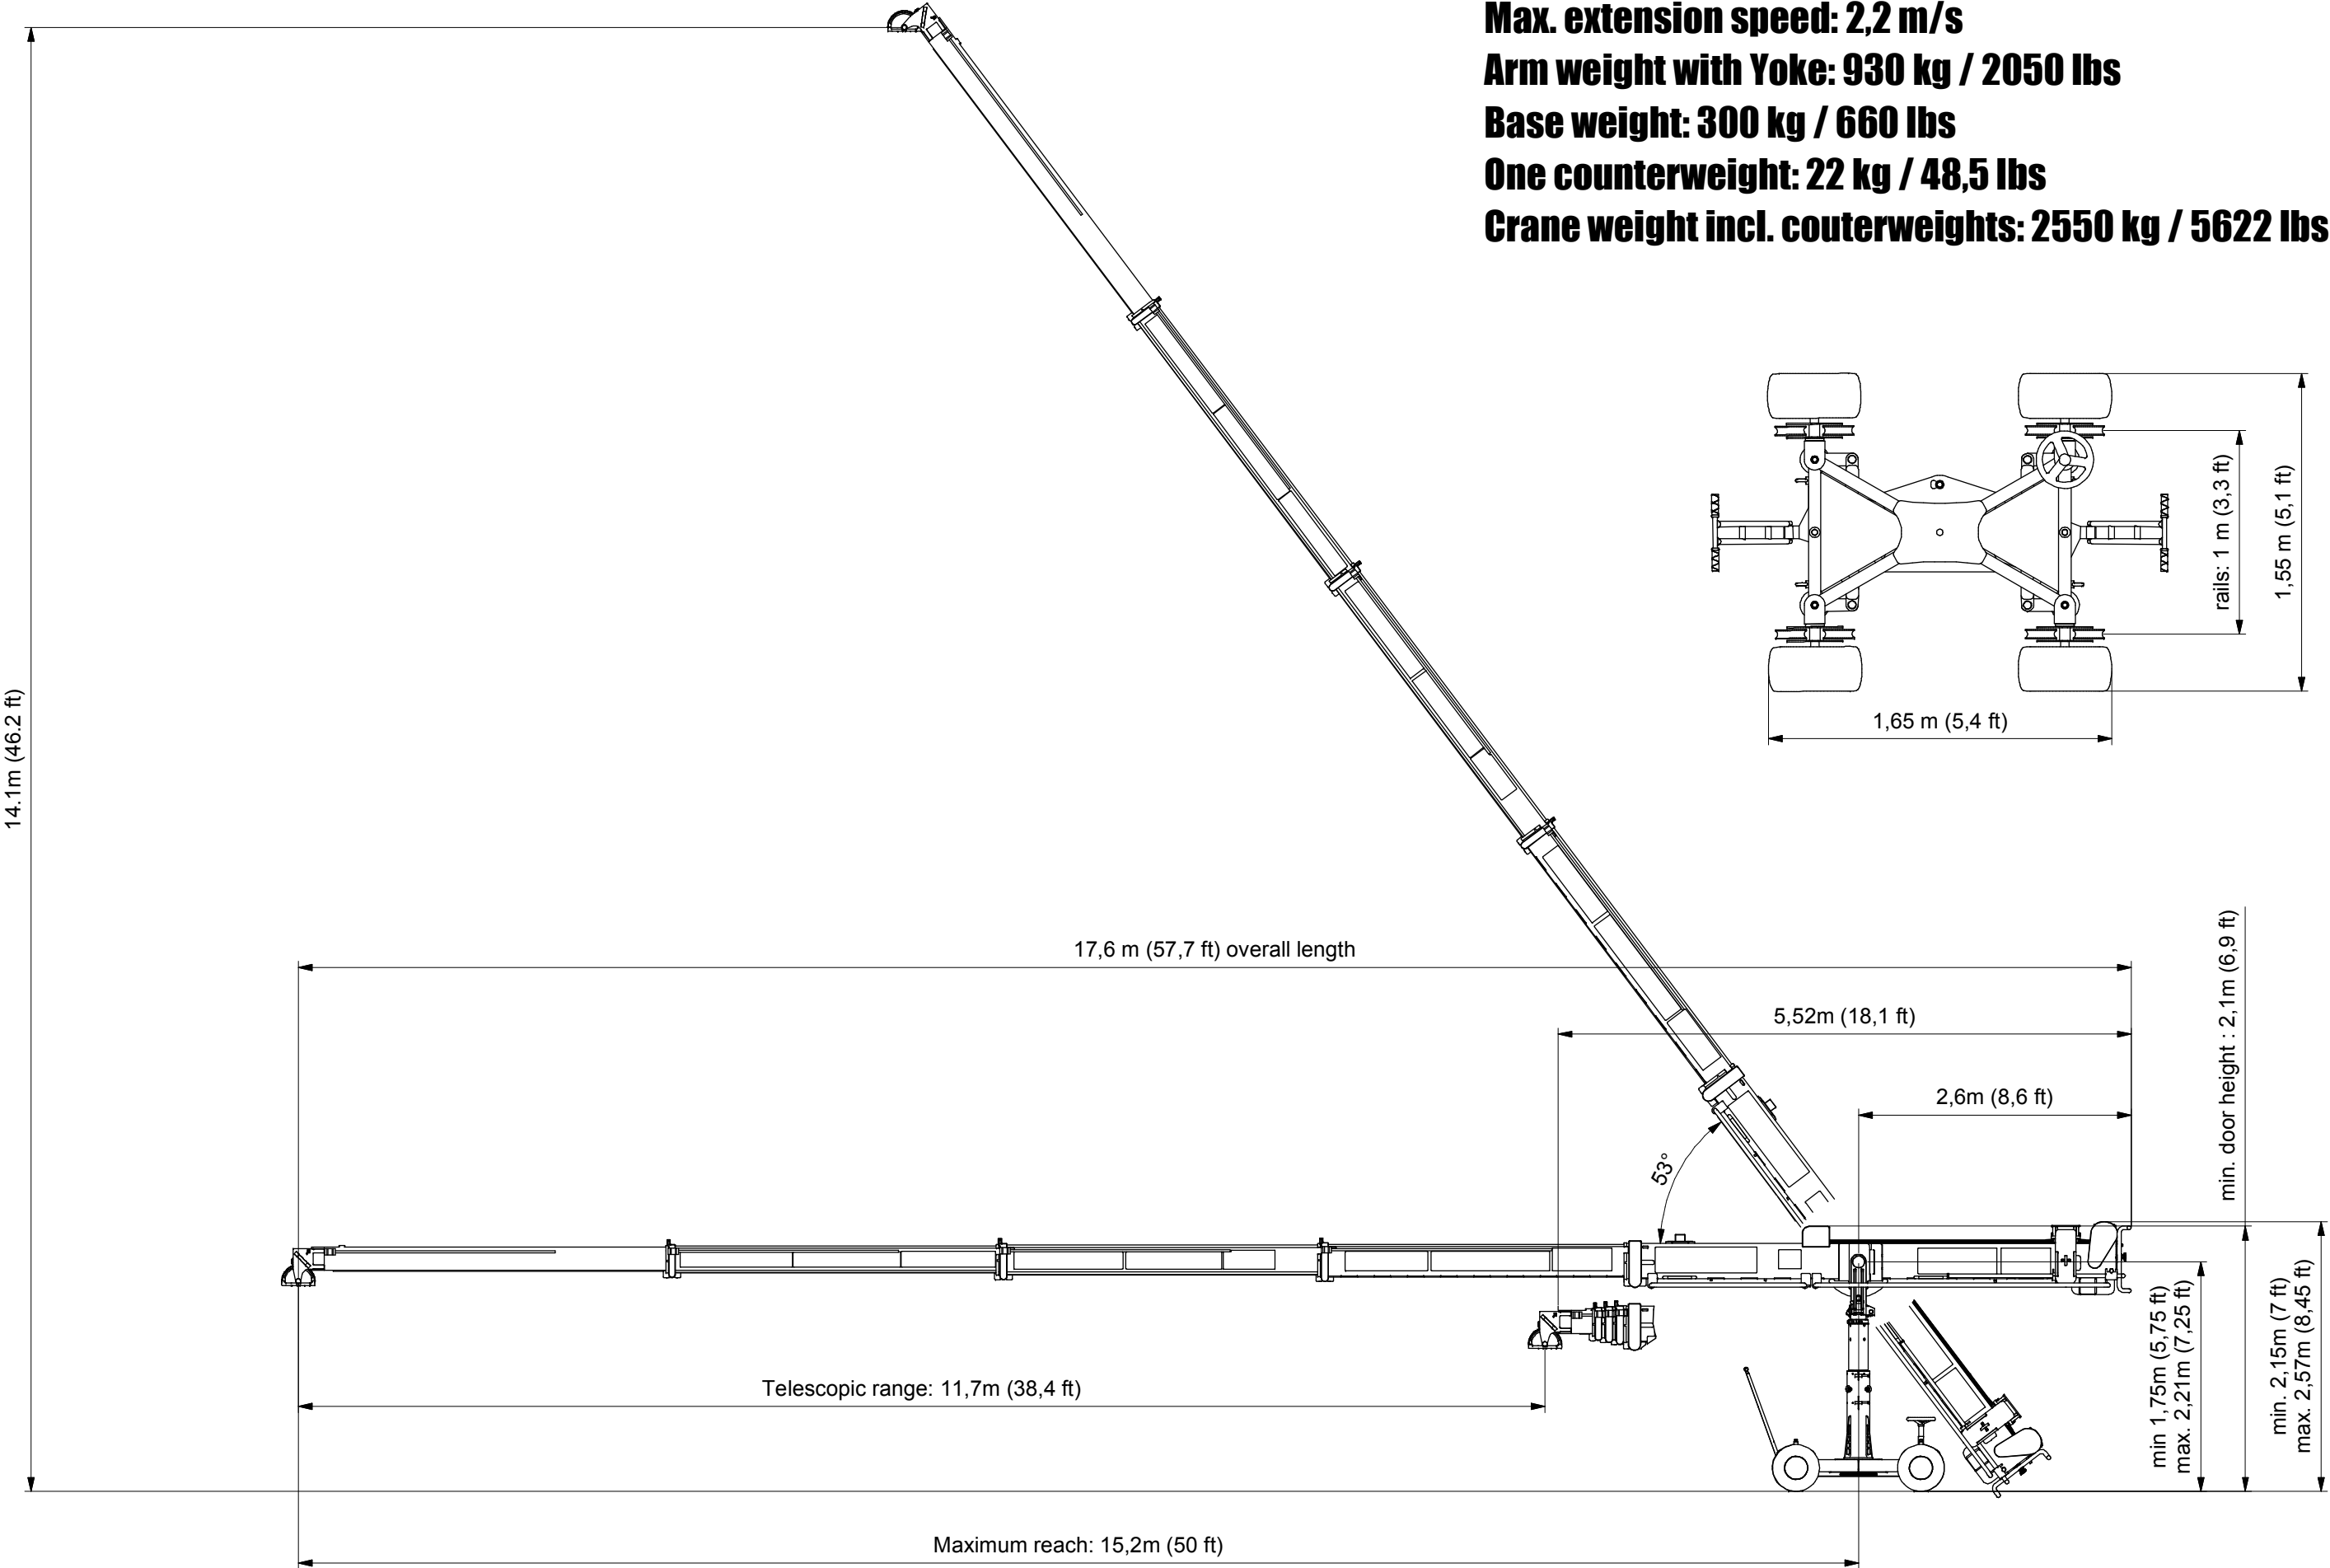 Max. extension speed: 2,2 m/s
Arm weight with Yoke: 930 kg / 2050 lbs
Base weight: 300 kg / 660 lbs
One counterweight: 22 kg / 48,5 lbs
Crane weight incl. couterweights: 2550 kg / 5622 lbs
rails: 1 m (3,3 ft)
1,55 m (5,1 ft)
1,65 m (5,4 ft)
14.1m (46.2 ft)
17,6 m (57,7 ft) overall length
5,52m (18,1 ft)
2,6m (8,6 ft)
min. door height : 2,1m (6,9 ft)
53°
min 1,75m (5,75 ft)
max. 2,21m (7,25 ft)
min. 2,15m (7 ft)
max. 2,57m (8,45 ft)
Telescopic range: 11,7m (38,4 ft)
Maximum reach: 15,2m (50 ft)